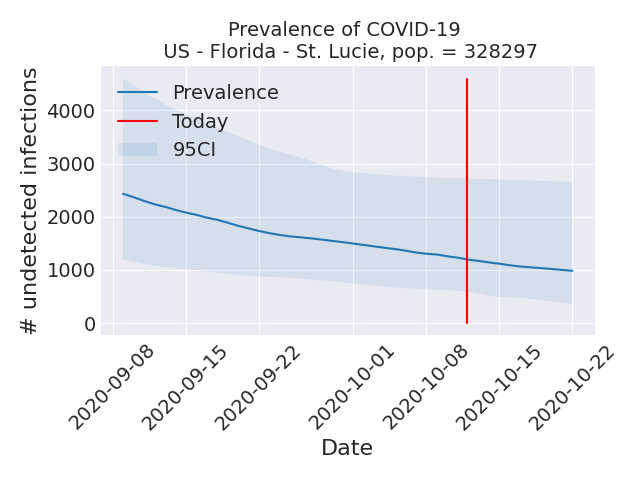 Prevalence of COVID-19
US - Florida - St. Lucie, pop. = 328297
# undetected infections
4000
3000
2000
1000
0
Prevalence
Today
95CI
2020-09-08
2020-09-15
2020-09-22
2020-10-01
2020-10-08
2020-10-15
2020-10-22
Date